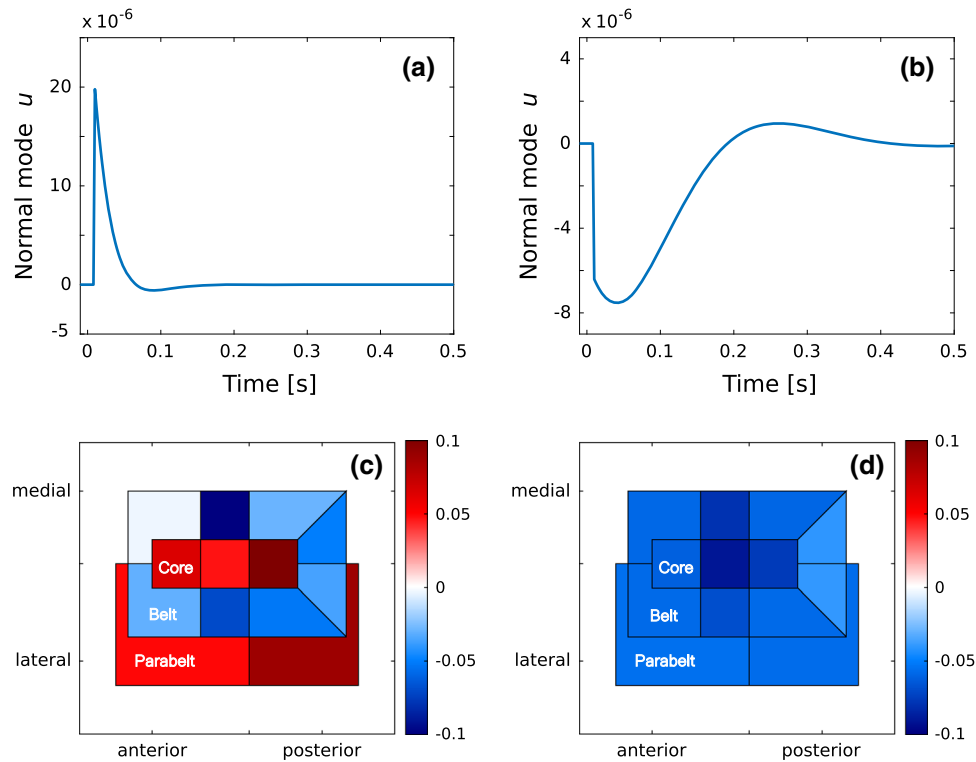 x 10⁻⁶
(a)
Normal mode u
20
10
0
-5
0
0.1
0.2
0.3
0.4
0.5
Time [s]
x 10⁻⁶
(b)
Normal mode u
4
0
-4
-8
0
0.1
0.2
0.3
0.4
0.5
Time [s]
(c)
medial
lateral
Core
Belt
Parabelt
anterior
posterior
0.1
0.05
0
-0.05
-0.1
(d)
medial
lateral
Core
Belt
Parabelt
anterior
posterior
0.1
0.05
0
-0.05
-0.1